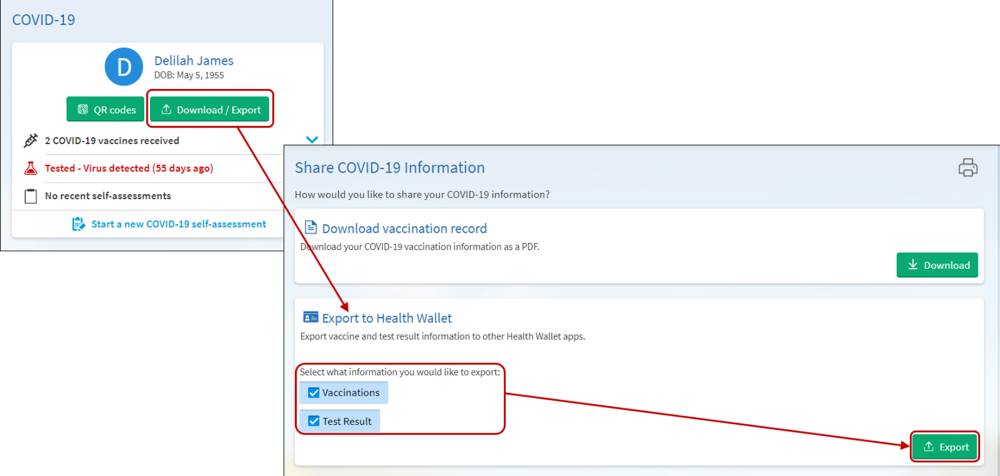 COVID-19
D
Delilah James
DOB: May 5, 1955
QR codes
Download / Export
2 COVID-19 vaccines received
Tested - Virus detected (55 days ago)
No recent self-assessments
Start a new COVID-19 self-assessment
Share COVID-19 Information
How would you like to share your COVID-19 information?
Download vaccination record
Download your COVID-19 vaccination information as a PDF.
Download
Export to Health Wallet
Export vaccine and test result information to other Health Wallet apps.
Select what information you would like to export:
Vaccinations
Test Result
Export